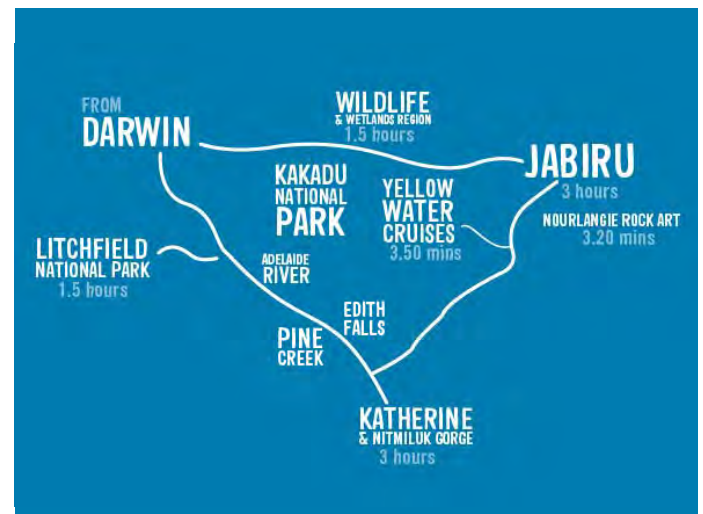 FROM
DARWIN
WILDLIFE
& WETLANDS REGION
1.5 hours
JABIRU
3 hours
KAKADU
NATIONAL
PARK
YELLOW
WATER
CRUISES
3.50 mins
NOURLANGIE ROCK ART
3.20 mins
LITCHFIELD
NATIONAL PARK
1.5 hours
ADELAIDE
RIVER
EDITH
FALLS
PINE
CREEK
KATHERINE
& NITMILUK GORGE
3 hours